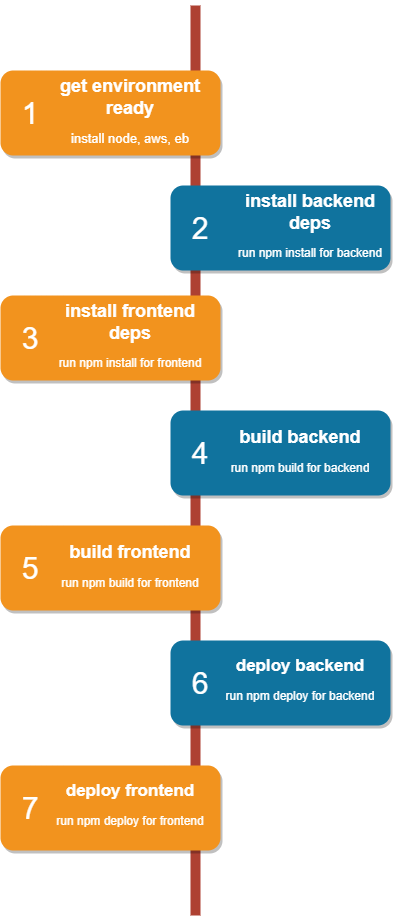 1
get environment
ready
install node, aws, eb
2
install backend
deps
run npm install for backend
3
install frontend
deps
run npm install for frontend
4
build backend
run npm build for backend
5
build frontend
run npm build for frontend
6
deploy backend
run npm deploy for backend
7
deploy frontend
run npm deploy for frontend